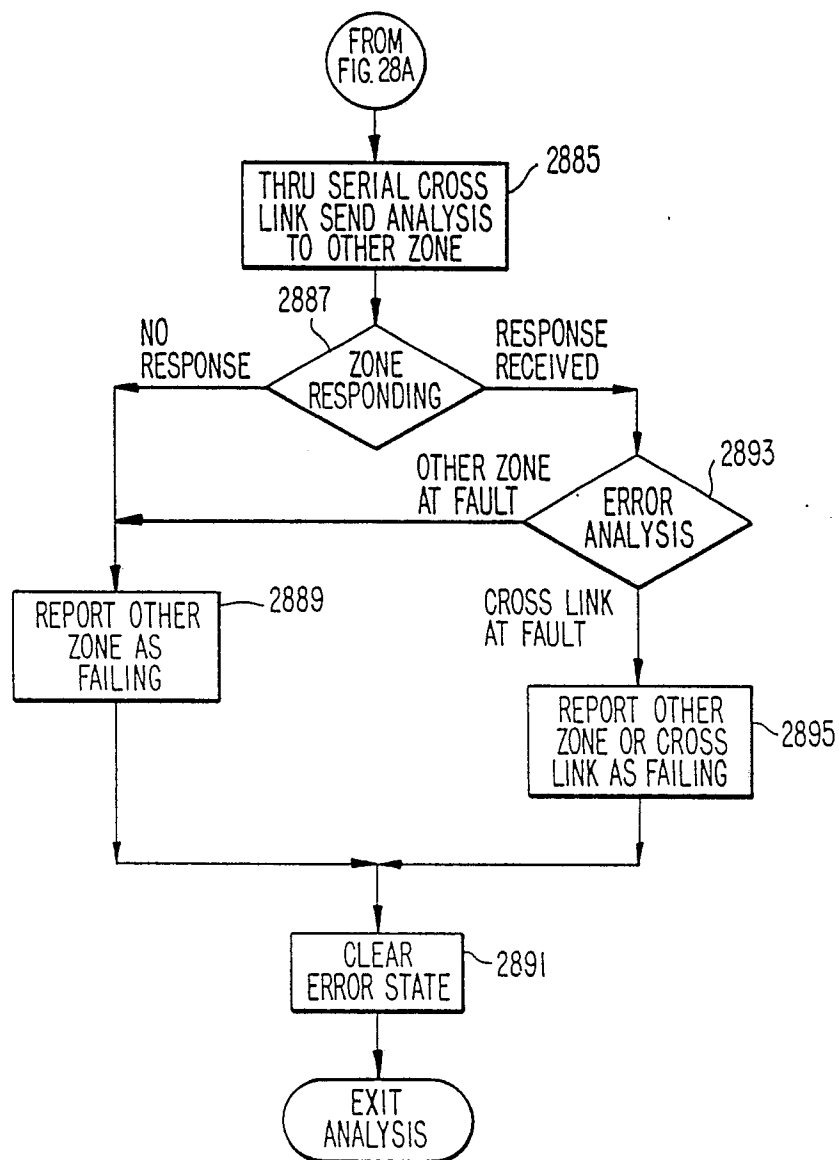 FROM
FIG. 28A
2885
THRU SERIAL CROSS
LINK SEND ANALYSIS
TO OTHER ZONE
2887
NO
RESPONSE
ZONE
RESPONDING
RESPONSE
RECEIVED
2893
OTHER ZONE
AT FAULT
ERROR
ANALYSIS
2889
REPORT OTHER
ZONE AS
FAILING
CROSS LINK
AT FAULT
REPORT OTHER
ZONE OR CROSS
LINK AS FAILING
2895
CLEAR
ERROR STATE
2891
EXIT
ANALYSIS